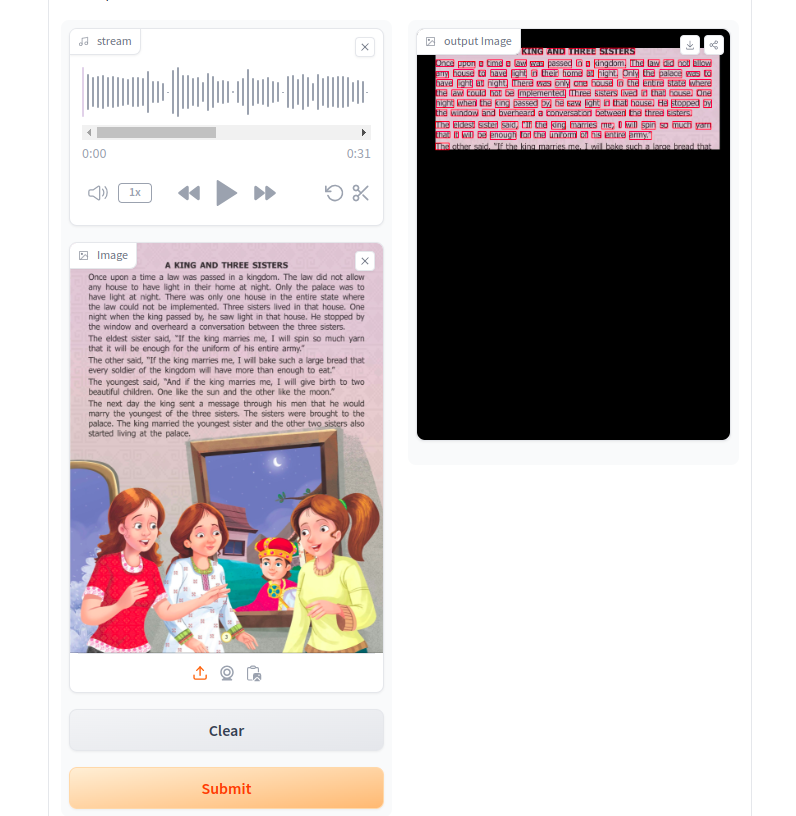 stream
0:00
0:31
1x
Image
A KING AND THREE SISTERS
Once upon a time a law was passed in a kingdom. The law did not allow
any house to have light in their home at night. Only the palace was to
have light at night. There was only one house in the entire state where
the law could not be implemented. Three sisters lived in that house. One
night when the king passed by, he saw light in that house. He stopped by
the window and overheard a conversation between the three sisters.
The eldest sister said, “If the king marries me, I will spin so much yarn
that it will be enough for the uniform of his entire army.”
The other said, “If the king marries me, I will bake such a large bread that
every soldier of the kingdom will have more than enough to eat.”
The youngest said, “And if the king marries me, I will give birth to two
beautiful children. One like the sun and the other like the moon.”
The next day the king sent a message through his men that he would
marry the youngest of the three sisters. The sisters were brought to the
palace. The king married the youngest sister and the other two sisters also
started living at the palace.
3
Clear
Submit
output Image
KING AND THREE SISTERS
Once upon a time a law was passed in a kingdom. The law did not allow
any house to have light in their home at night. Only the palace was to
have light at night. There was only one house in the entire state where
the law could not be implemented. Three sisters lived in that house. One
night when the king passed by, he saw light in that house. He stopped by
the window and overheard a conversation between the three sisters.
The eldest sister said, “If the king marries me, I will spin so much yarn
that it will be enough for the uniform of his entire army.”
The other said, “If the king marries me, I will bake such a large bread that